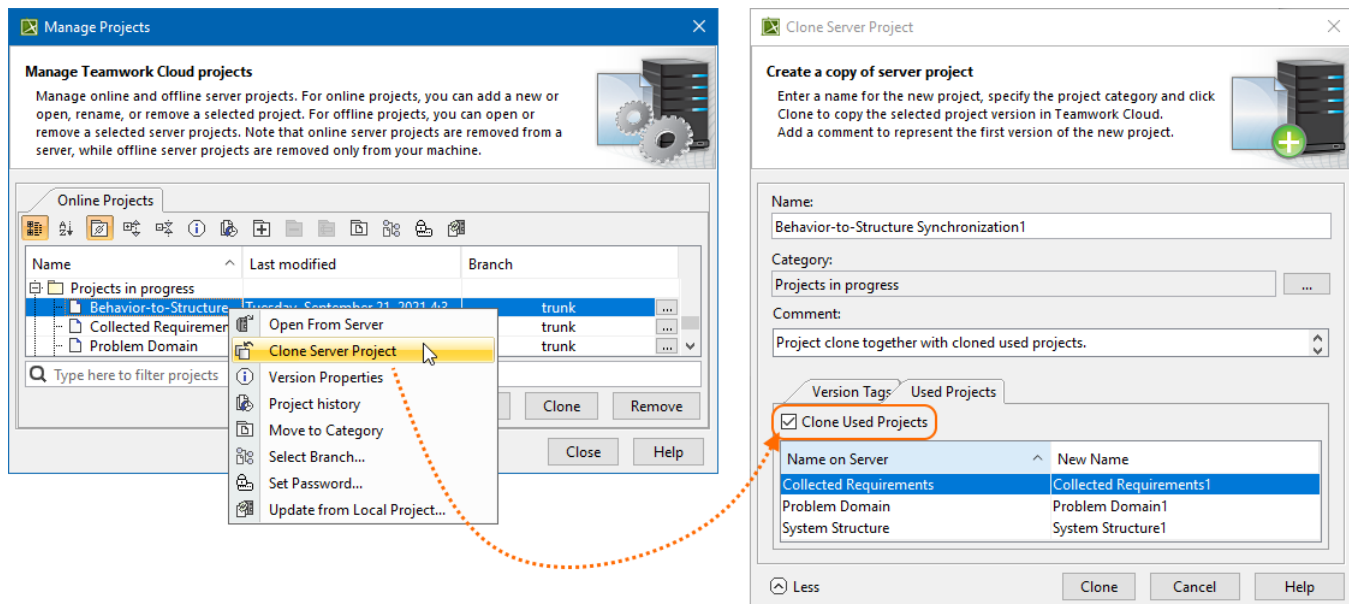 Manage Projects
Manage Teamwork Cloud projects
Manage online and offline server projects. For online projects, you can add a new or
open, rename, or remove a selected project. For offline projects, you can open or
remove a selected server projects. Note that online server projects are removed from a
server, while offline server projects are removed only from your machine.
Online Projects
Name Last modified Branch
Projects in progress
Behavior-to-Structure Tuesday, September 21, 2021 4:3 trunk ...
Collected Requiremen trunk ...
Problem Domain trunk ...
Type here to filter projects
Clone Remove
Close Help
Open From Server
Clone Server Project
Version Properties
Project history
Move to Category
Select Branch...
Set Password...
Update from Local Project...
Clone Server Project
Create a copy of server project
Enter a name for the new project, specify the project category and click
Clone to copy the selected project version in Teamwork Cloud.
Add a comment to represent the first version of the new project.
Name:
Behavior-to-Structure Synchronization1
Category:
Projects in progress ...
Comment:
Project clone together with cloned used projects.
Version Tags Used Projects
Clone Used Projects
Name on Server New Name
Collected Requirements Collected Requirements1
Problem Domain Problem Domain1
System Structure System Structure1
Less Clone Cancel Help